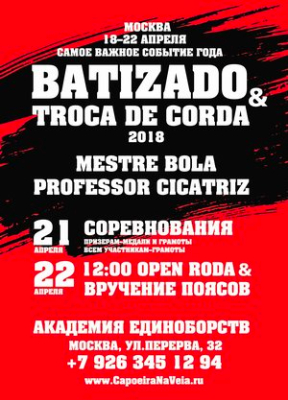 МОСКВА
18-22 АПРЕЛЯ
САМОЕ ВАЖНОЕ СОБЫТИЕ ГОДА
BATIZADO &
TROCA DE CORDA
2018
MESTRE BOLA
PROFESSOR CICATRIZ
21 АПРЕЛЯ СОРЕВНОВАНИЯ
ПРИЗЕРАМ-МЕДАЛИ И ГРАМОТЫ
ВСЕМ УЧАСТНИКАМ-ГРАМОТЫ
22 АПРЕЛЯ 12:00 OPEN RODA &
ВРУЧЕНИЕ ПОЯСОВ
АКАДЕМИЯ ЕДИНОБОРСТВ
МОСКВА, УЛ.ПЕРЕРВА, 32
+7 926 345 12 94
www.CapoeiraNaVeia.ru